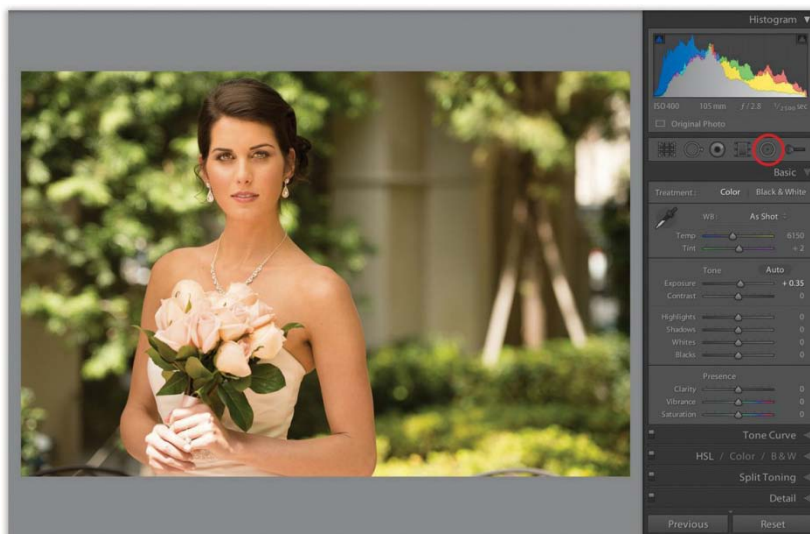 Histogram
ISO 400 105 mm ƒ / 2.8
Original Photo
Basic
Treatment : Color Black & White
WB : As Shot
Temp 6150
Tint + 2
Tone Auto
Exposure + 0.35
Contrast 0
Highlights 0
Shadows 0
Whites 0
Blacks 0
Presence
Clarity 0
Vibrance 0
Saturation 0
Tone Curve
HSL / Color / B & W
Split Toning
Detail
Previous Reset